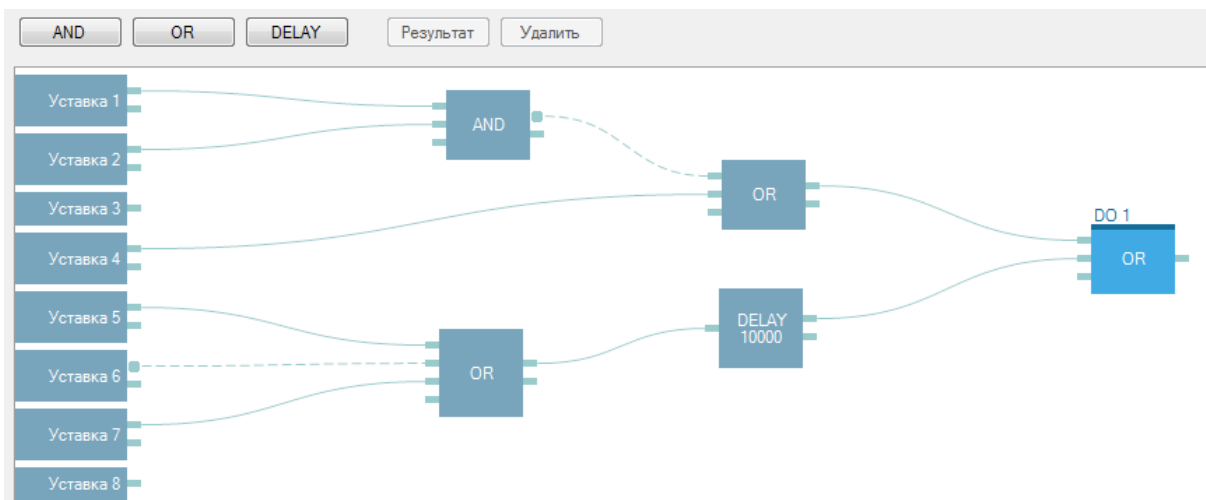 AND OR DELAY Результат Удалить
Уставка 1
Уставка 2
Уставка 3
Уставка 4
Уставка 5
Уставка 6
Уставка 7
Уставка 8
AND
OR
OR
DELAY
10000
DO 1
OR